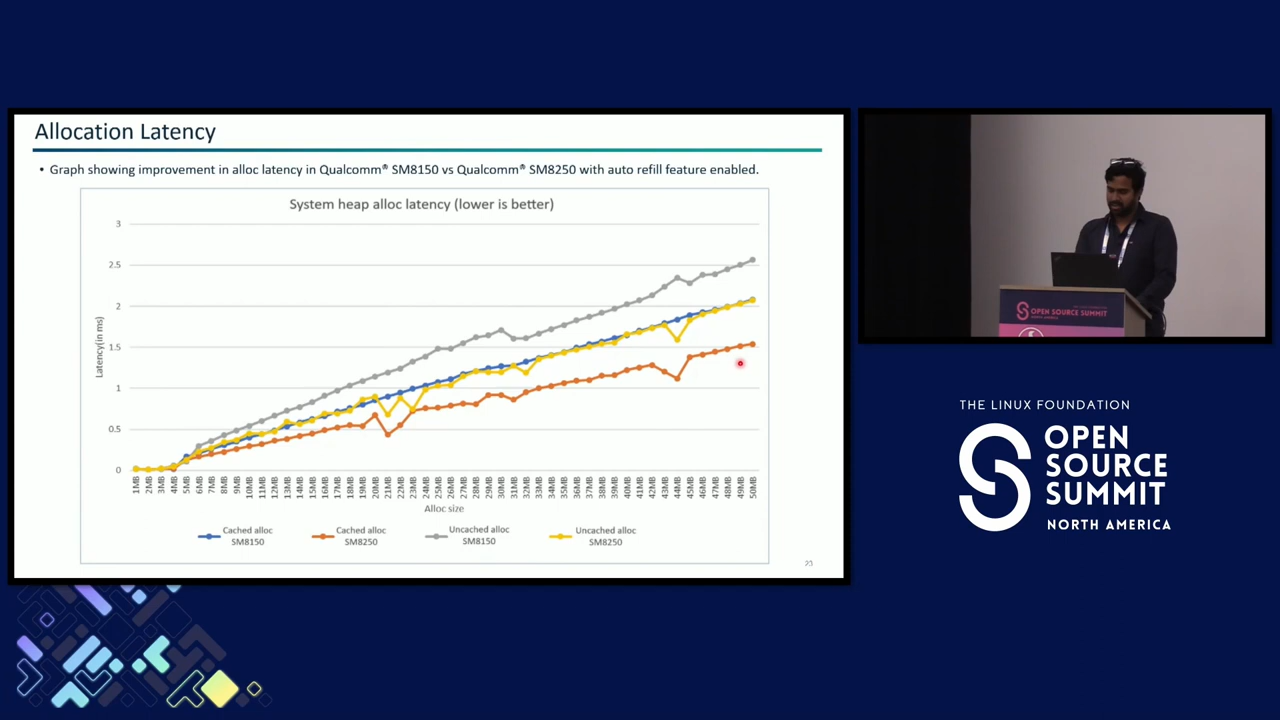 Allocation Latency
• Graph showing improvement in alloc latency in Qualcomm® SM8150 vs Qualcomm® SM8250 with auto refill feature enabled.
System heap alloc latency (lower is better)
3
2.5
2
1.5
1
0.5
0
Latency(in ms)
1MB 2MB 3MB 4MB 5MB 6MB 7MB 8MB 9MB 10MB 11MB 12MB 13MB 14MB 15MB 16MB 17MB 18MB 19MB 20MB 21MB 22MB 23MB 24MB 25MB 26MB 27MB 28MB 29MB 30MB 31MB 32MB 33MB 34MB 35MB 36MB 37MB 38MB 39MB 40MB 41MB 42MB 43MB 44MB 45MB 46MB 47MB 48MB 49MB 50MB
Alloc size
Cached alloc SM8150
Cached alloc SM8250
Uncached alloc SM8150
Uncached alloc SM8250
23
OPEN SOURCE SUMMIT
THE LINUX FOUNDATION
OPEN
SOURCE
SUMMIT
NORTH AMERICA